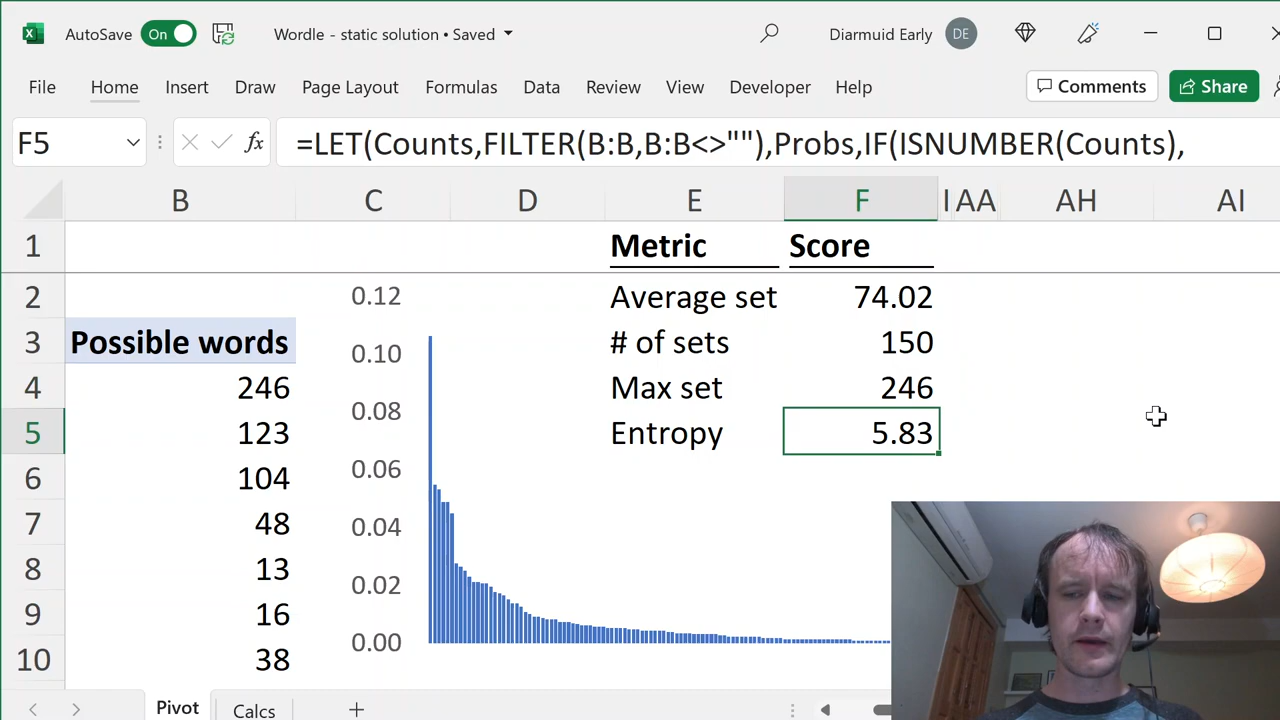 AutoSave On Wordle - static solution • Saved Diarmuid Early DE
File Home Insert Draw Page Layout Formulas Data Review View Developer Help Comments Share
F5 fx =LET(Counts,FILTER(B:B,B:B<>""),Probs,IF(ISNUMBER(Counts),
B C D E F I AA AH AI
1 Metric Score
2 0.12 Average set 74.02
3 Possible words 0.10 # of sets 150
4 246 0.08 Max set 246
5 123 Entropy 5.83
6 104 0.06
7 48 0.04
8 13 0.02
9 16
10 38 0.00
Pivot Calcs